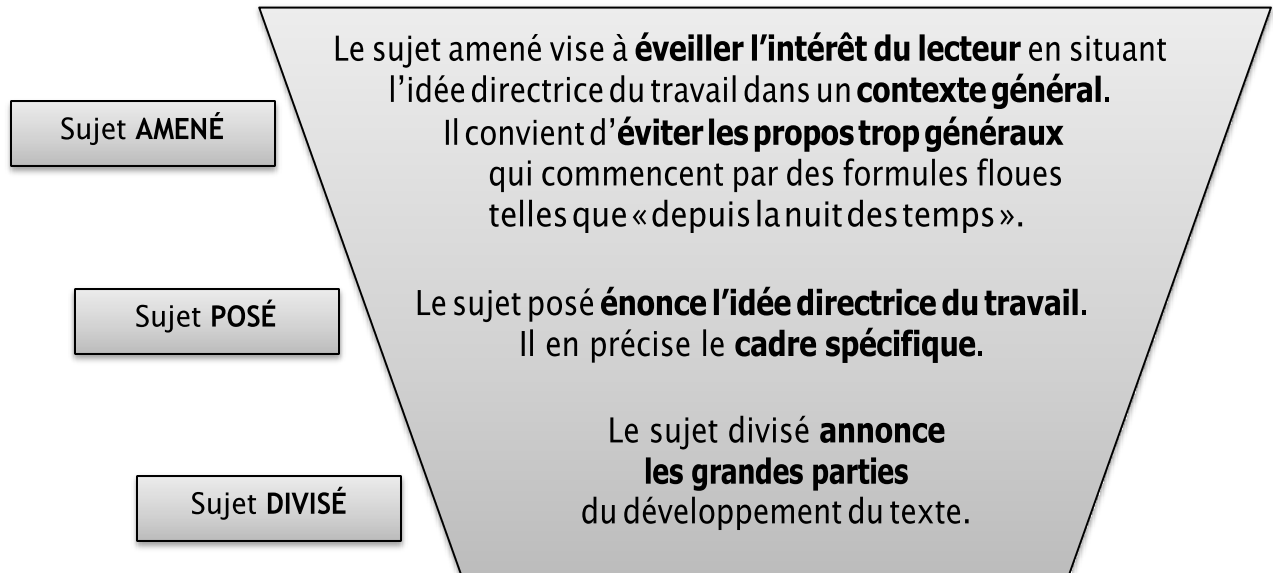 Le sujet amené vise à éveiller l’intérêt du lecteur en situant
l’idée directrice du travail dans un contexte général.
Sujet AMENÉ
Il convient d’éviter les propos trop généraux
qui commencent par des formules floues
telles que « depuis la nuit des temps ».
Sujet POSÉ
Le sujet posé énonce l’idée directrice du travail.
Il en précise le cadre spécifique.
Le sujet divisé annonce
les grandes parties
Sujet DIVISÉ
du développement du texte.